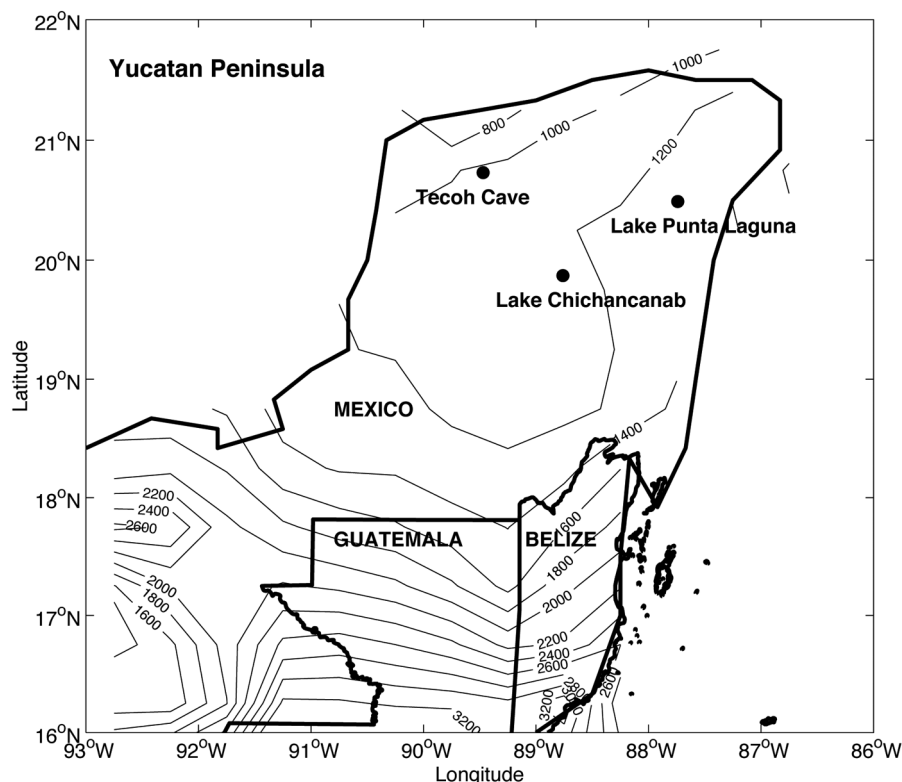 22°N
Yucatan Peninsula
1000
800
1000
1200
21°N
Tecoh Cave
Lake Punta Laguna
20°N
Lake Chichancanab
Latitude
19°N
MEXICO
1400
18°N
2200
2400
2600
1600
GUATEMALA
BELIZE
1800
2000
2000
1800
1600
17°N
2200
2400
2600
2600
3200
3200
16°N
93°W
92°W
91°W
90°W
89°W
88°W
87°W
86°W
Longitude